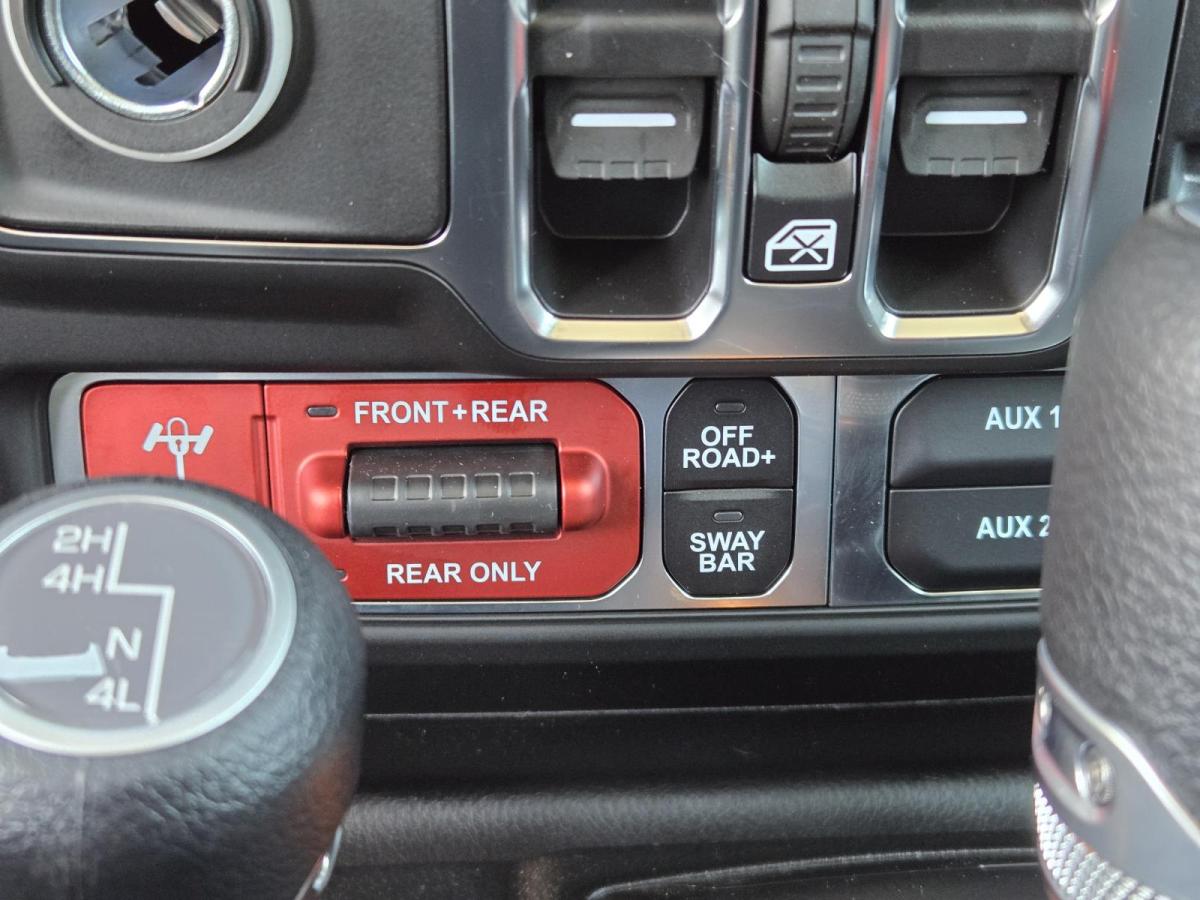 FRONT+REAR
REAR ONLY
OFF
ROAD+
SWAY
BAR
AUX 1
AUX 2
2H
4H
N
4L